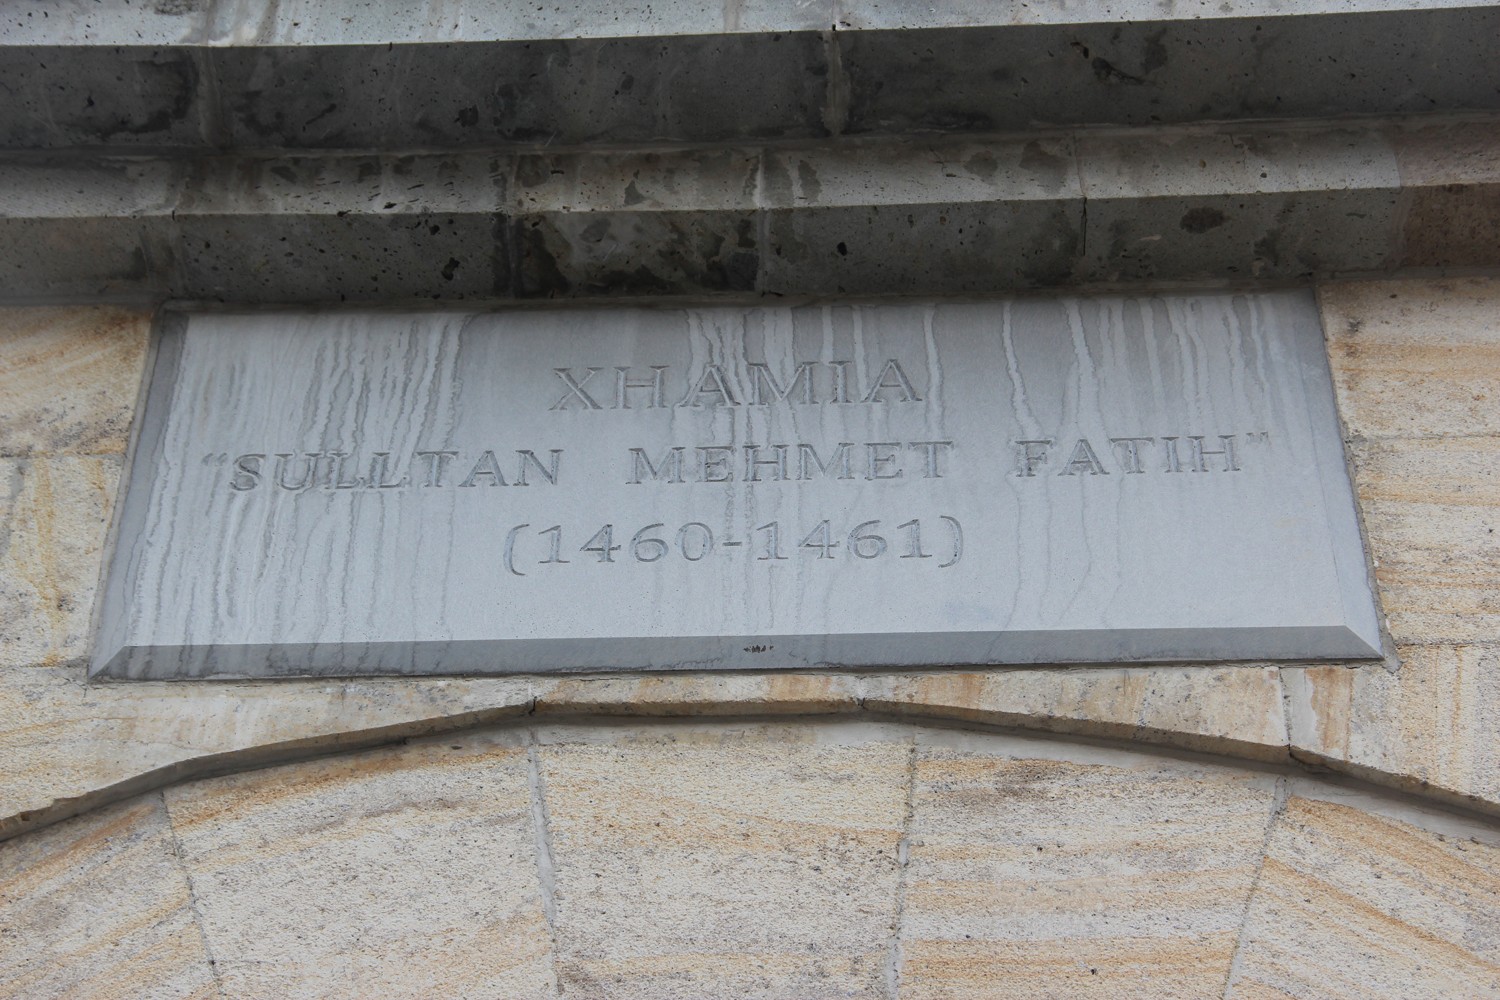 XHAMIA
"SULLTAN MEHMET FATIH"
(1460-1461)